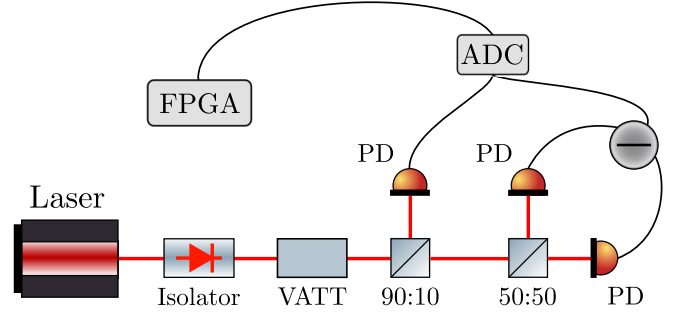 ADC
FPGA
PD
PD
Laser
Isolator
VATT
90:10
50:50
PD